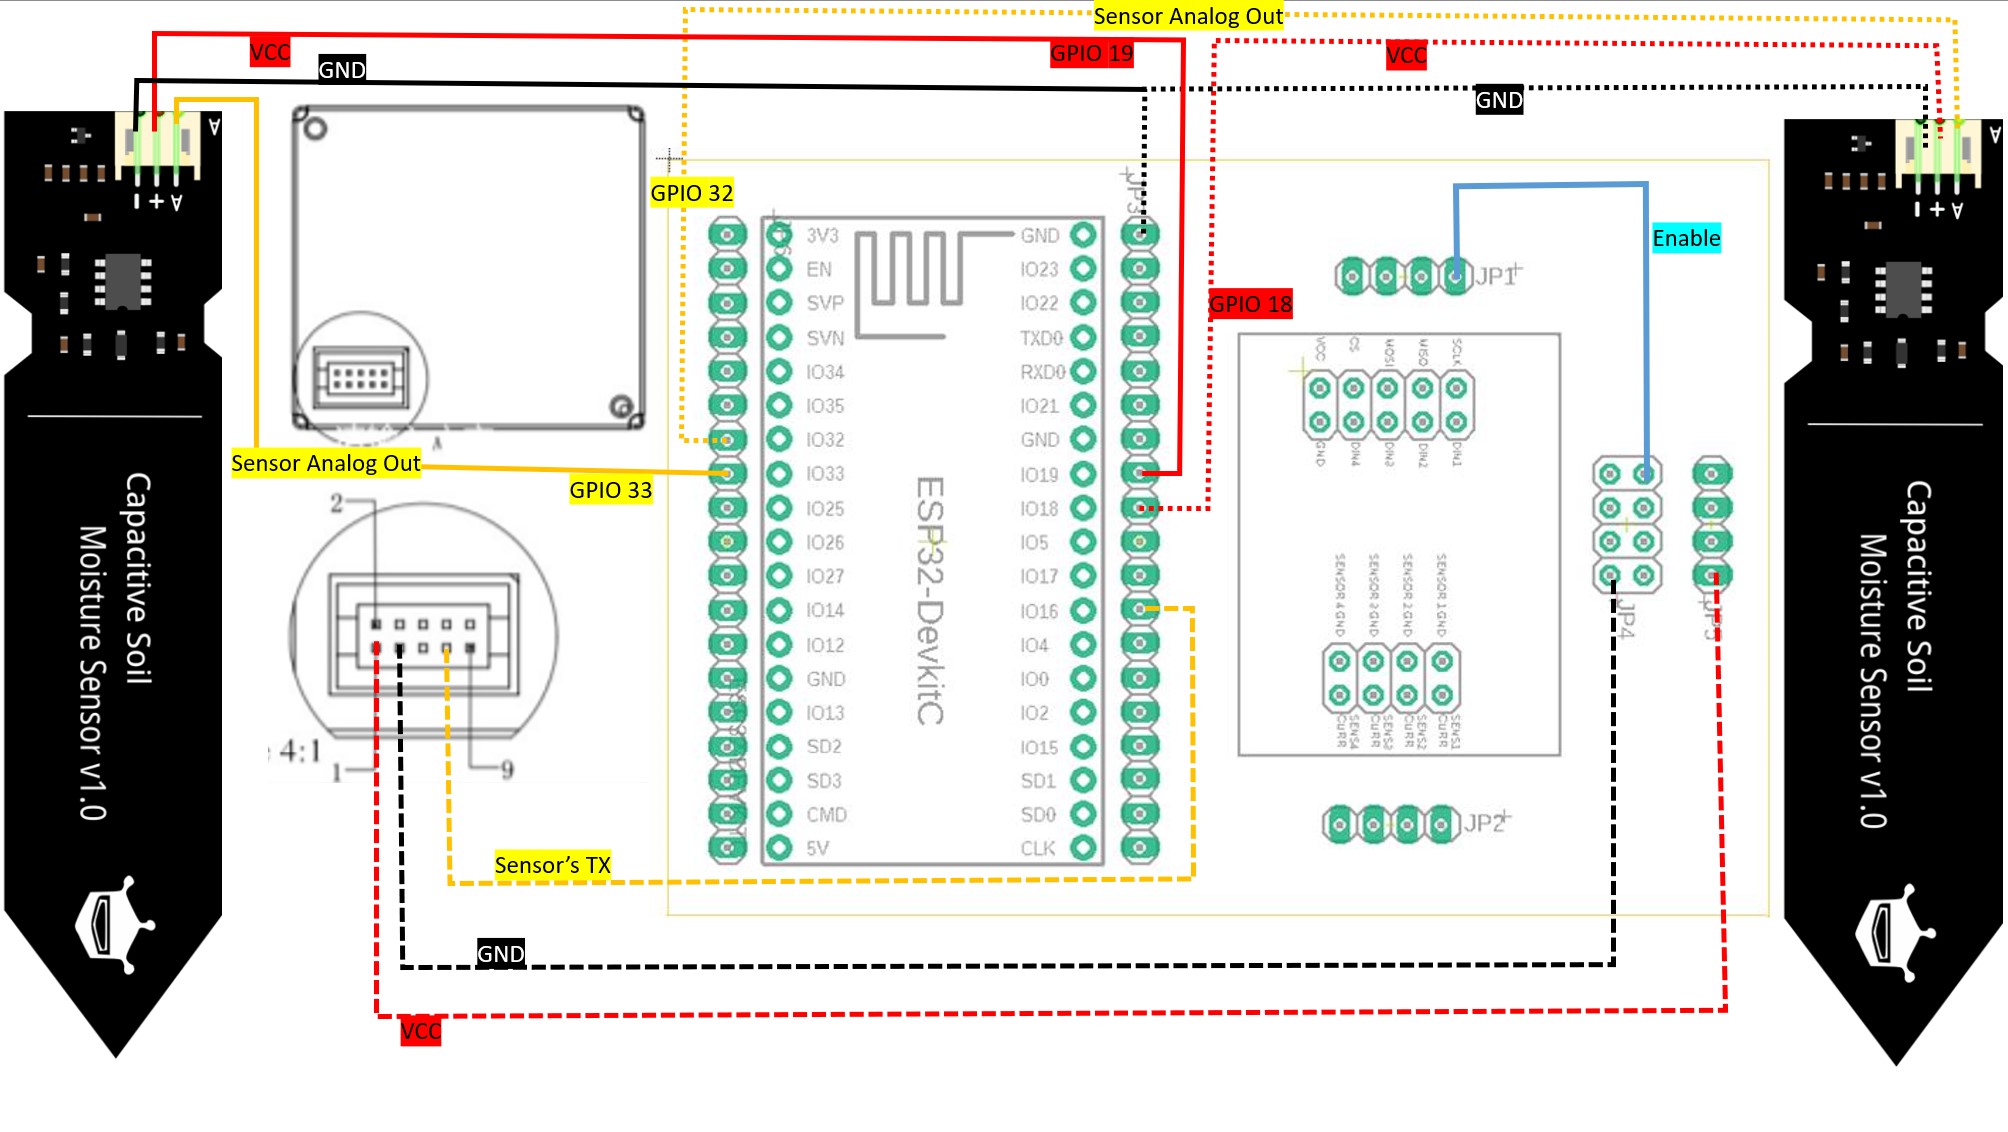 Sensor Analog Out
VCC
GND
GPIO 19
VCC
GND
A
A
GPIO 32
- + A
- + A
JP3
Enable
GPIO 18
JP1
3V3
EN
SVP
SVN
IO34
IO35
IO32
IO33
IO25
IO26
IO27
IO14
IO12
GND
IO13
SD2
SD3
CMD
5V
GND
IO23
IO22
TXD0
RXD0
IO21
GND
IO19
IO18
IO5
IO17
IO16
IO4
IO0
IO2
IO15
SD1
SD0
CLK
ESP32-DevkitC
VCC
CS
MOSI
MISO
SCLK
GND
DIN4
DIN3
DIN2
DIN1
SENSOR 4 GND
SENSOR 3 GND
SENSOR 2 GND
SENSOR 1 GND
CURR
SENS4
CURR
SENS3
CURR
SENS2
CURR
SENS1
JP4
JP2
A
Sensor Analog Out
GPIO 33
2
4:1
1
9
Sensor’s TX
GND
VCC
Capacitive Soil
Moisture Sensor v1.0
Capacitive Soil
Moisture Sensor v1.0